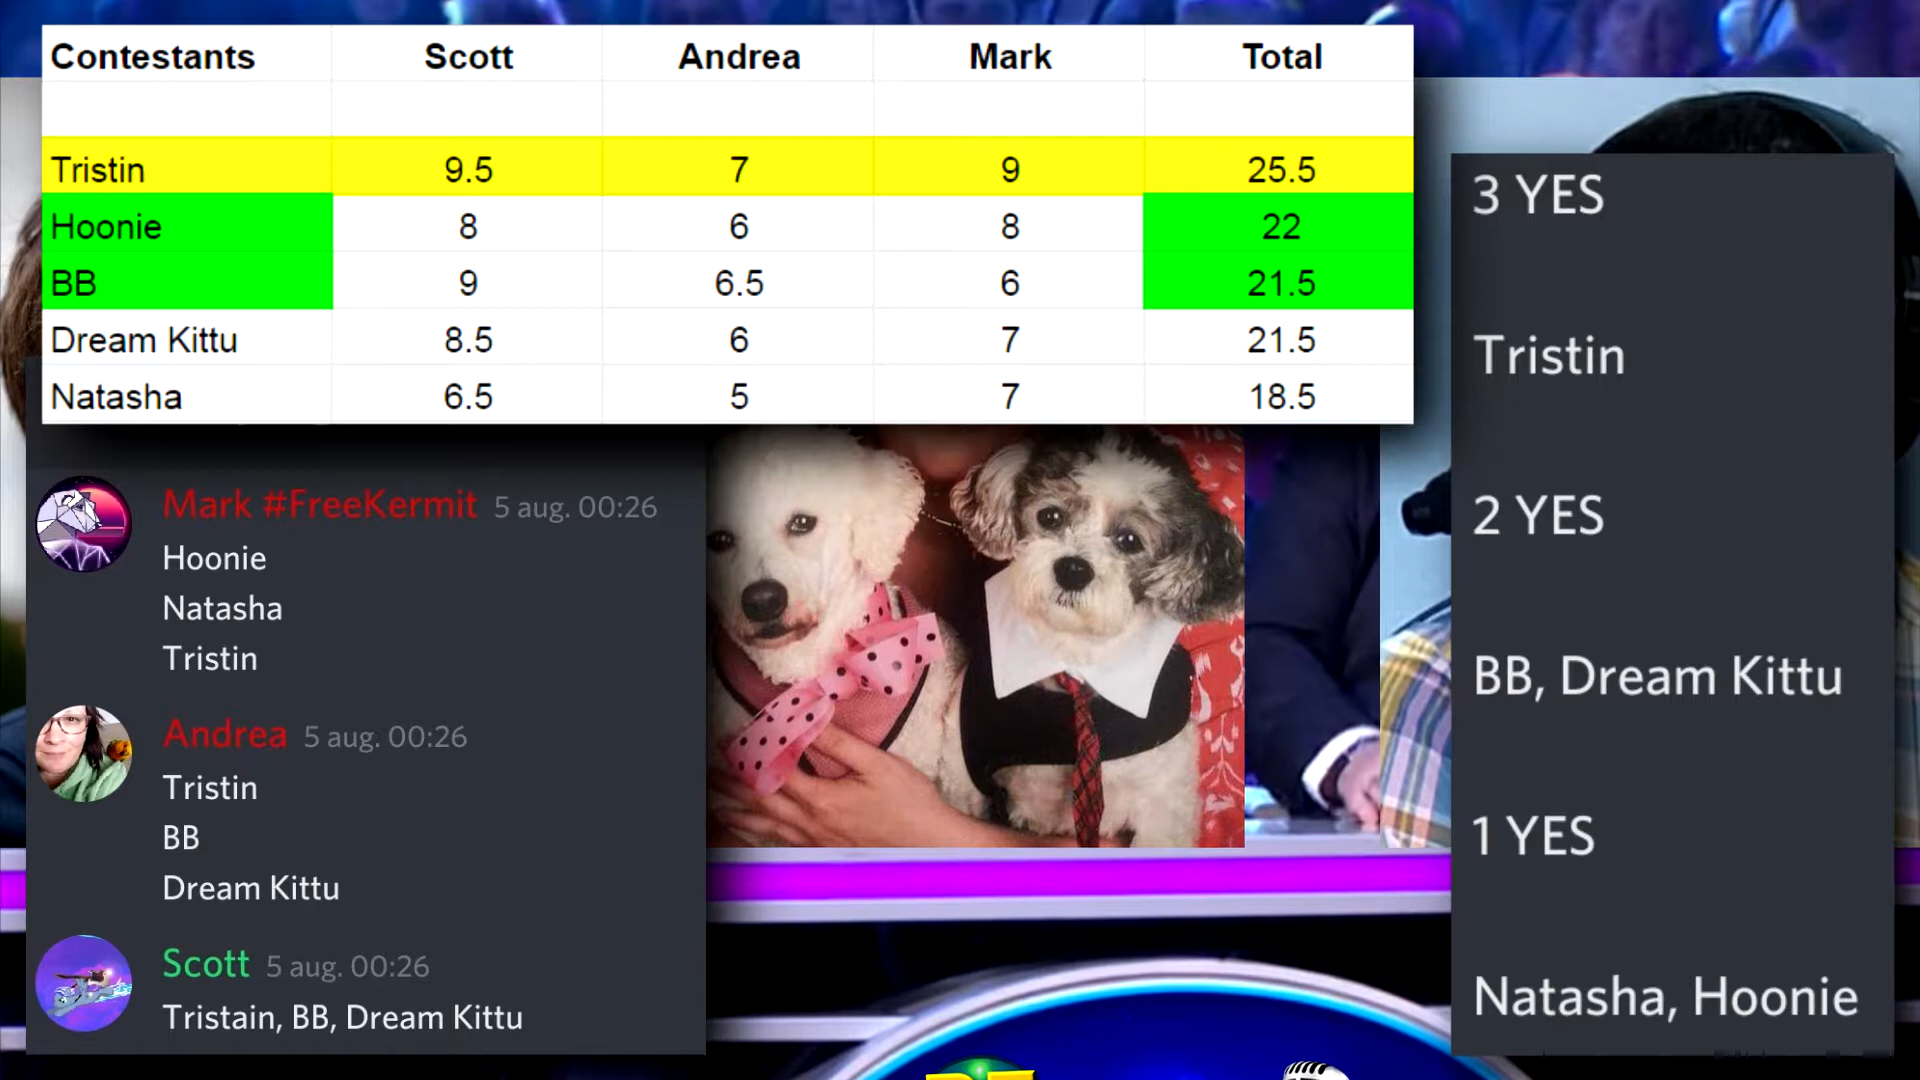 Contestants Scott Andrea Mark Total
Tristin 9.5 7 9 25.5
Hoonie 8 6 8 22
BB 9 6.5 6 21.5
Dream Kittu 8.5 6 7 21.5
Natasha 6.5 5 7 18.5
Mark #FreeKermit 5 aug. 00:26
Hoonie
Natasha
Tristin
Andrea 5 aug. 00:26
Tristin
BB
Dream Kittu
Scott 5 aug. 00:26
Tristain, BB, Dream Kittu
3 YES
Tristin
2 YES
BB, Dream Kittu
1 YES
Natasha, Hoonie